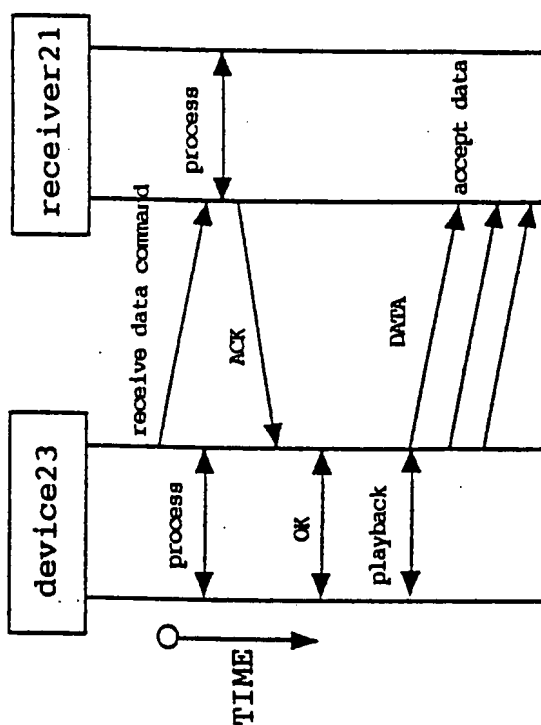 device23
receiver21
TIME
receive data command
process
process
ACK
OK
playback
DATA
accept data